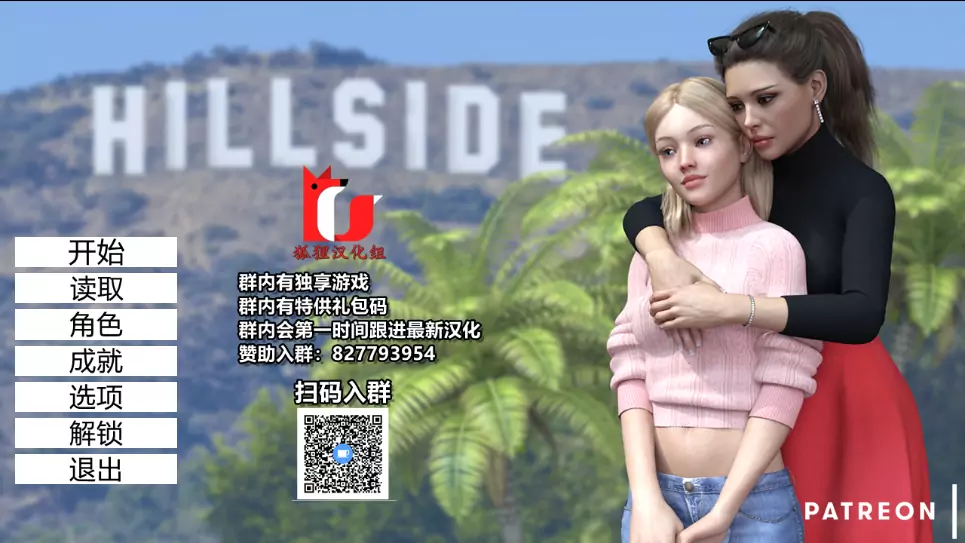 HILLSIDE
狐狸汉化组
开始
读取
角色
成就
选项
解锁
退出
群内有独享游戏
群内有特供礼包码
群内会第一时间跟进最新汉化
赞助入群：827793954
扫码入群
PATREON